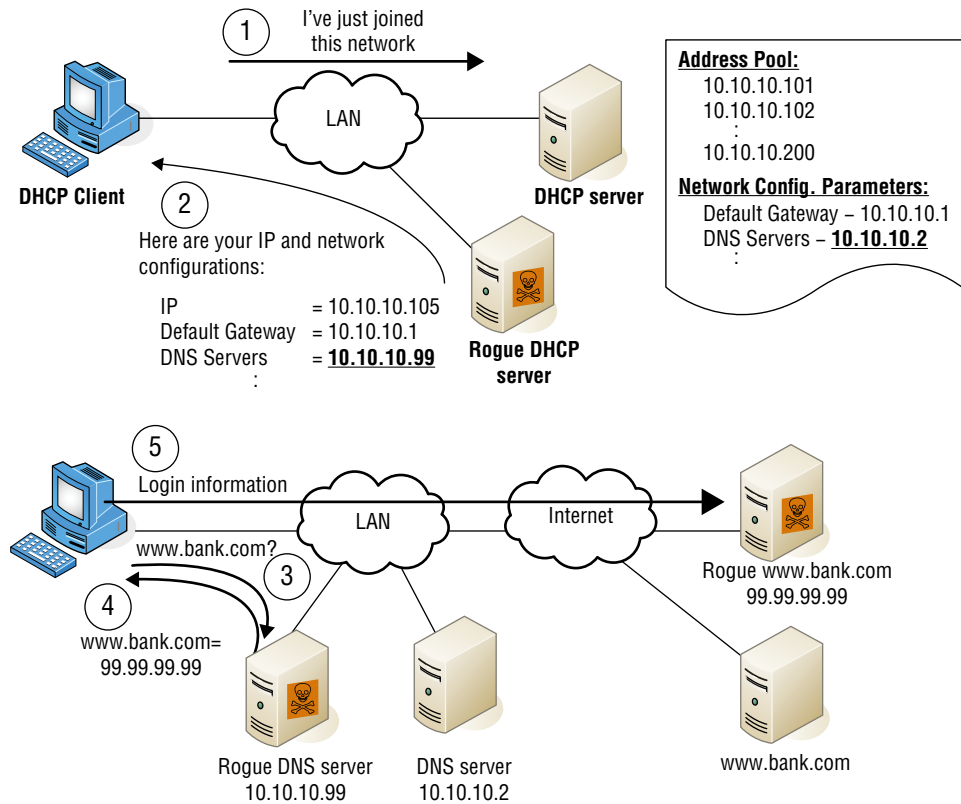 1
I've just joined
this network
LAN
DHCP Client
DHCP server
Address Pool:
10.10.10.101
10.10.10.102
:
10.10.10.200
Network Config. Parameters:
Default Gateway – 10.10.10.1
DNS Servers – 10.10.10.2
:
2
Here are your IP and network
configurations:
IP = 10.10.10.105
Default Gateway = 10.10.10.1
DNS Servers = 10.10.10.99
:
Rogue DHCP
server
5
Login information
LAN
Internet
www.bank.com?
3
4
www.bank.com=
99.99.99.99
Rogue www.bank.com
99.99.99.99
Rogue DNS server
10.10.10.99
DNS server
10.10.10.2
www.bank.com